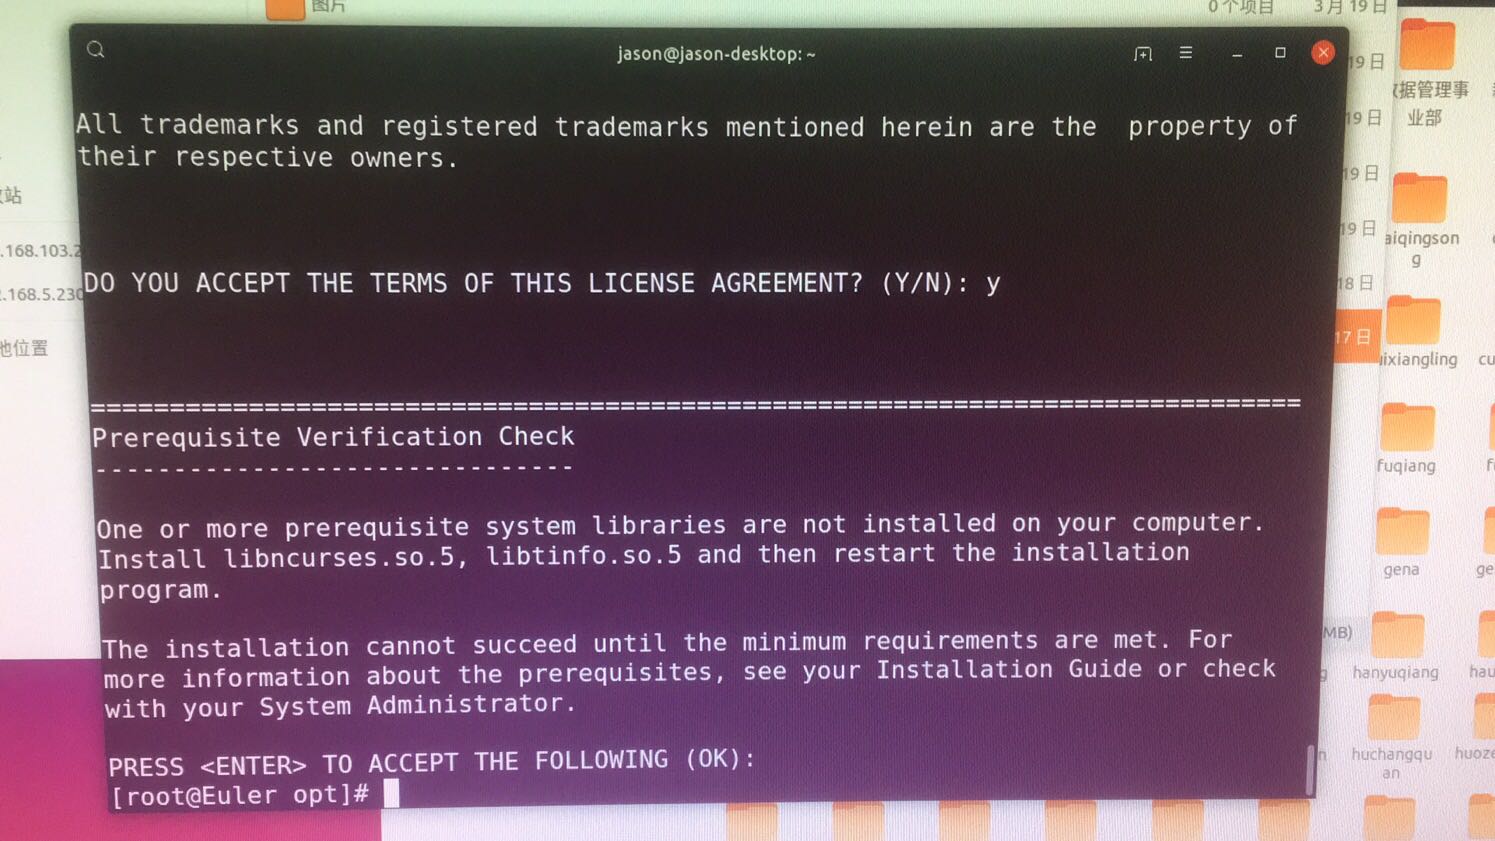 图片
0个项目 3月19日
jason@jason-desktop: ~
All trademarks and registered trademarks mentioned herein are the property of
their respective owners.
DO YOU ACCEPT THE TERMS OF THIS LICENSE AGREEMENT? (Y/N): y
================================================================================
Prerequisite Verification Check
-------------------------------
One or more prerequisite system libraries are not installed on your computer.
Install libncurses.so.5, libtinfo.so.5 and then restart the installation
program.
The installation cannot succeed until the minimum requirements are met. For
more information about the prerequisites, see your Installation Guide or check
with your System Administrator.
PRESS <ENTER> TO ACCEPT THE FOLLOWING (OK):
[root@Euler opt]#
站
.168.103.2
.168.5.230
位置
19日
19日
19日
19日
18日
17日
MB)
据管理事
业部
aiqingson
g
ixiangling
cu
fuqiang
gena
ge
hanyuqiang
hau
huchangqu
an
huoze